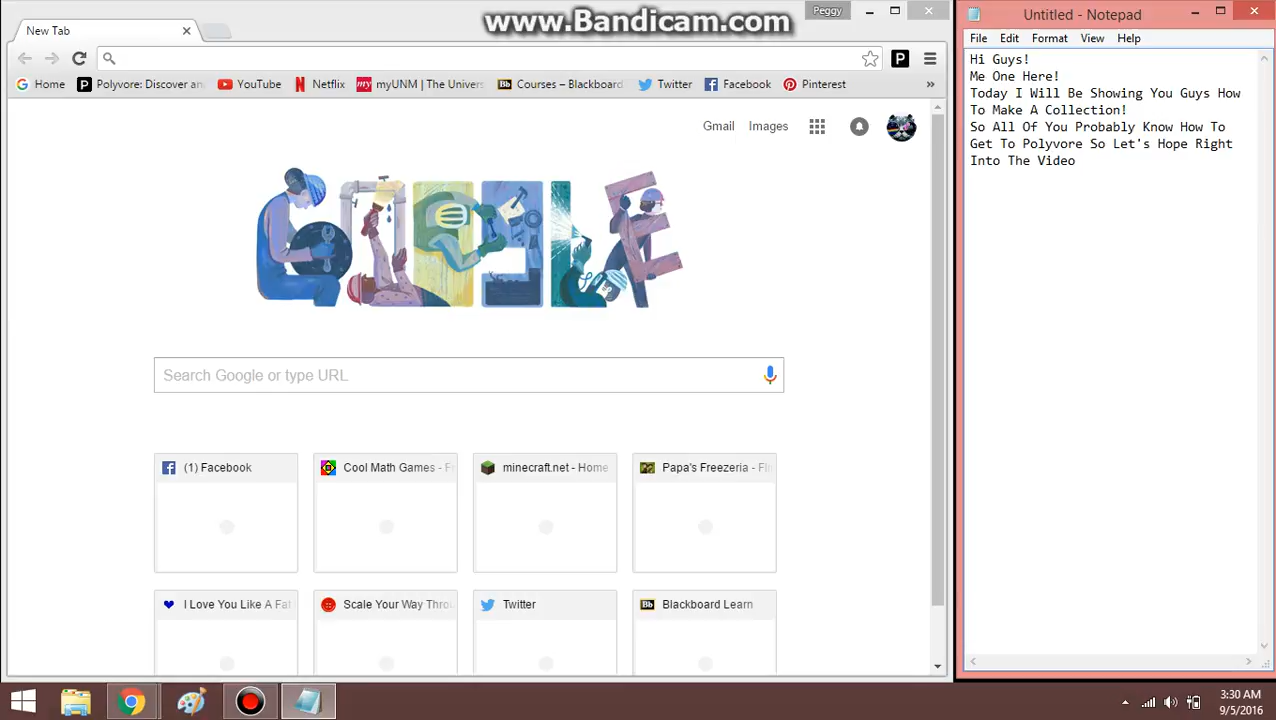 www.Bandicam.com
New Tab
Peggy
Untitled - Notepad
File Edit Format View Help
Home
Polyvore: Discover an
YouTube
Netflix
myUNM | The Univers
Courses – Blackboard
Twitter
Facebook
Pinterest
»
Gmail Images
Hi Guys!
Me One Here!
Today I Will Be Showing You Guys How
To Make A Collection!
So All Of You Probably Know How To
Get To Polyvore So Let's Hope Right
Into The Video
Search Google or type URL
(1) Facebook
Cool Math Games - F
minecraft.net - Home
Papa's Freezeria - Fli
I Love You Like A Fat
Scale Your Way Throu
Twitter
Blackboard Learn
3:30 AM
9/5/2016